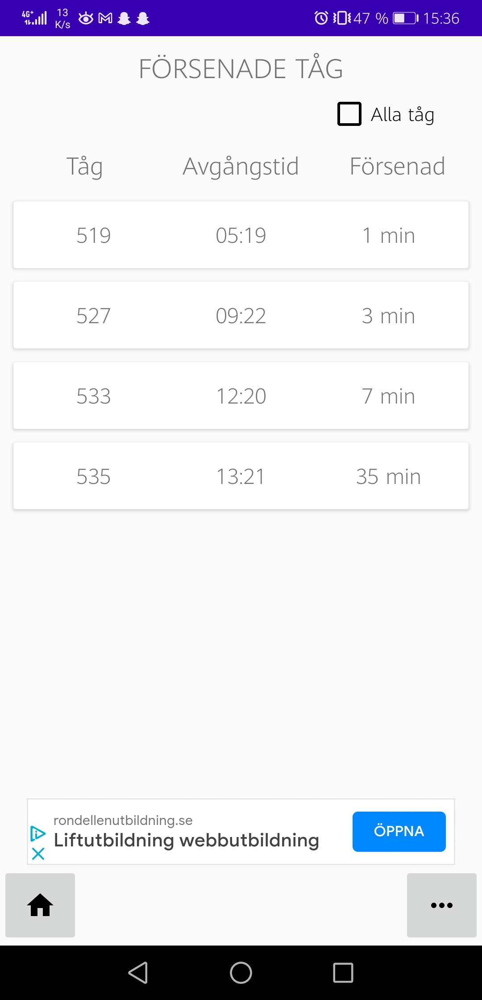 4G+ 13 K/s 47 % 15:36
FÖRSENADE TÅG
Alla tåg
Tåg Avgångstid Försenad
519 05:19 1 min
527 09:22 3 min
533 12:20 7 min
535 13:21 35 min
rondellenutbildning.se
Liftutbildning webbutbildning
ÖPPNA